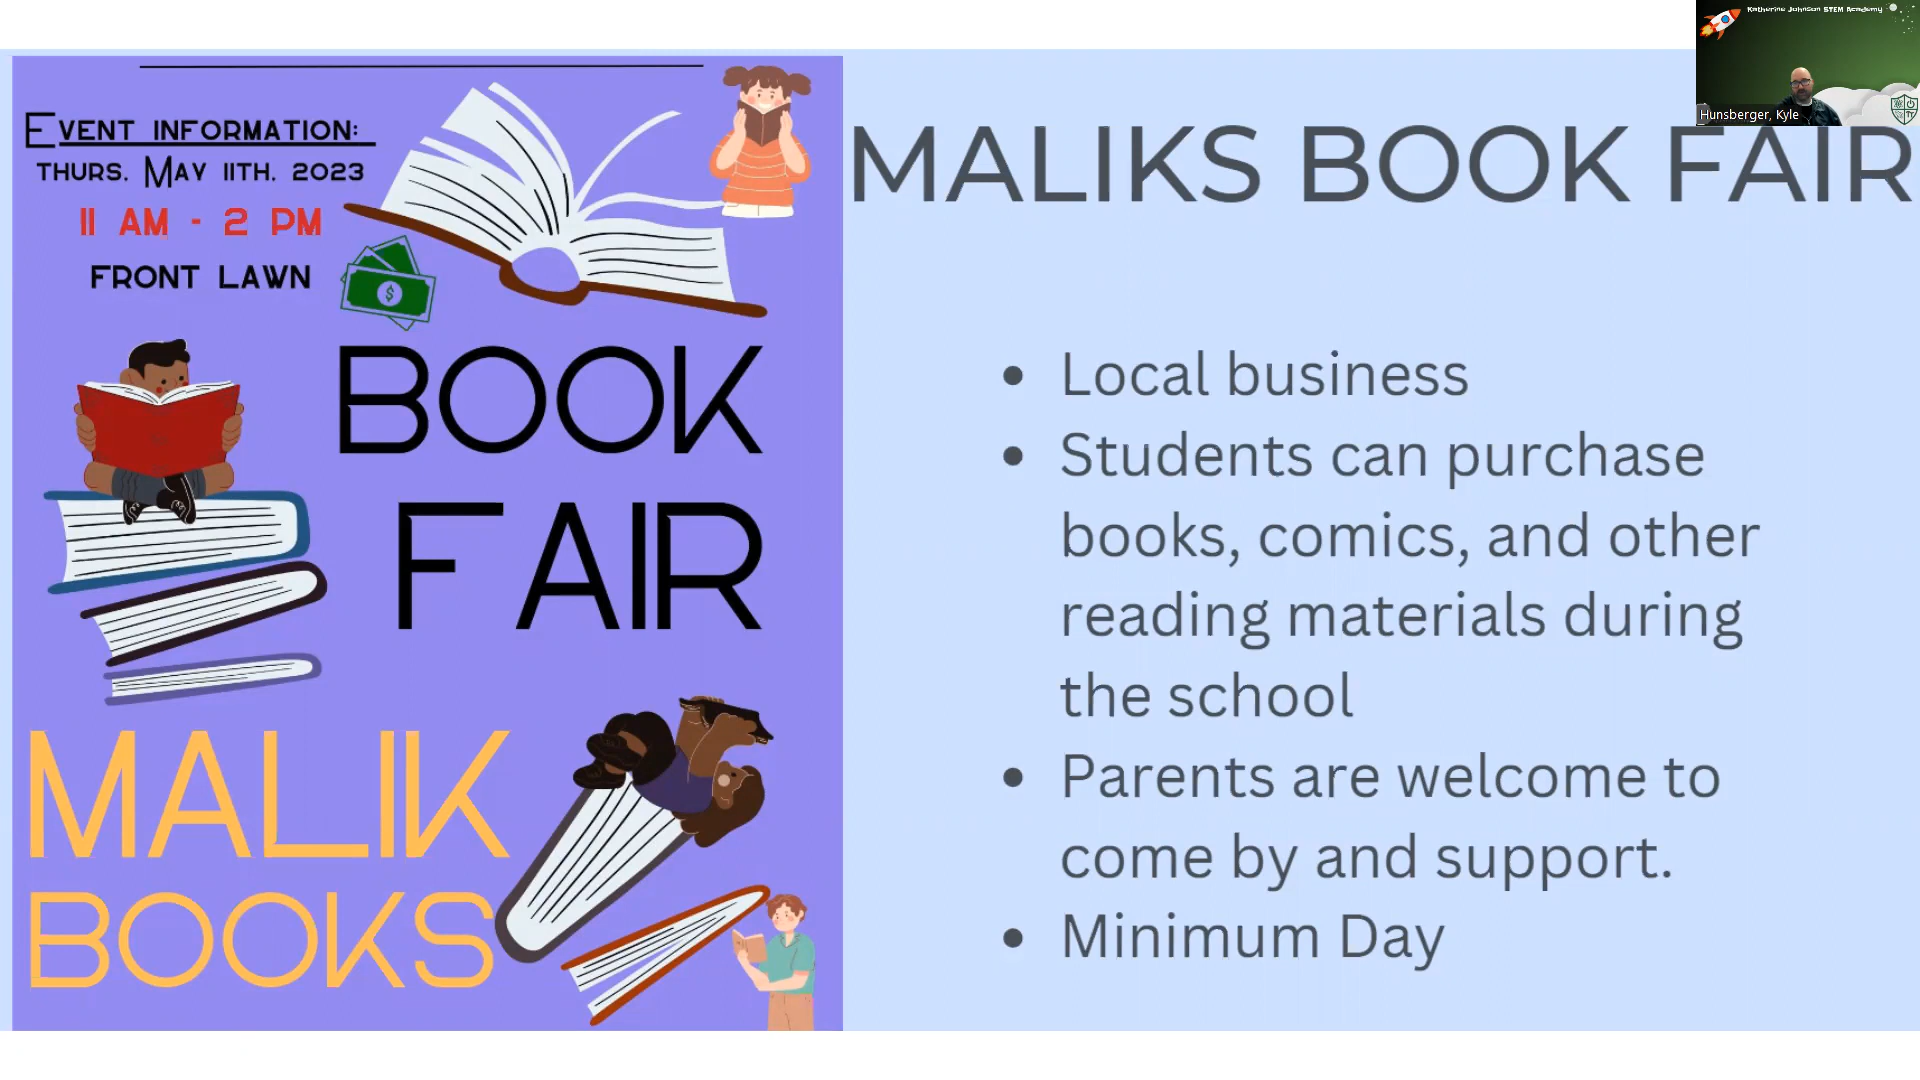 Katherine Johnson STEM Academy
Hunsberger, Kyle
EVENT INFORMATION:
THURS. MAY 11TH, 2023
11 AM - 2 PM
FRONT LAWN
BOOK
FAIR
MALIK
BOOKS
MALIKS BOOK FAIR
• Local business
• Students can purchase
books, comics, and other
reading materials during
the school
• Parents are welcome to
come by and support.
• Minimum Day